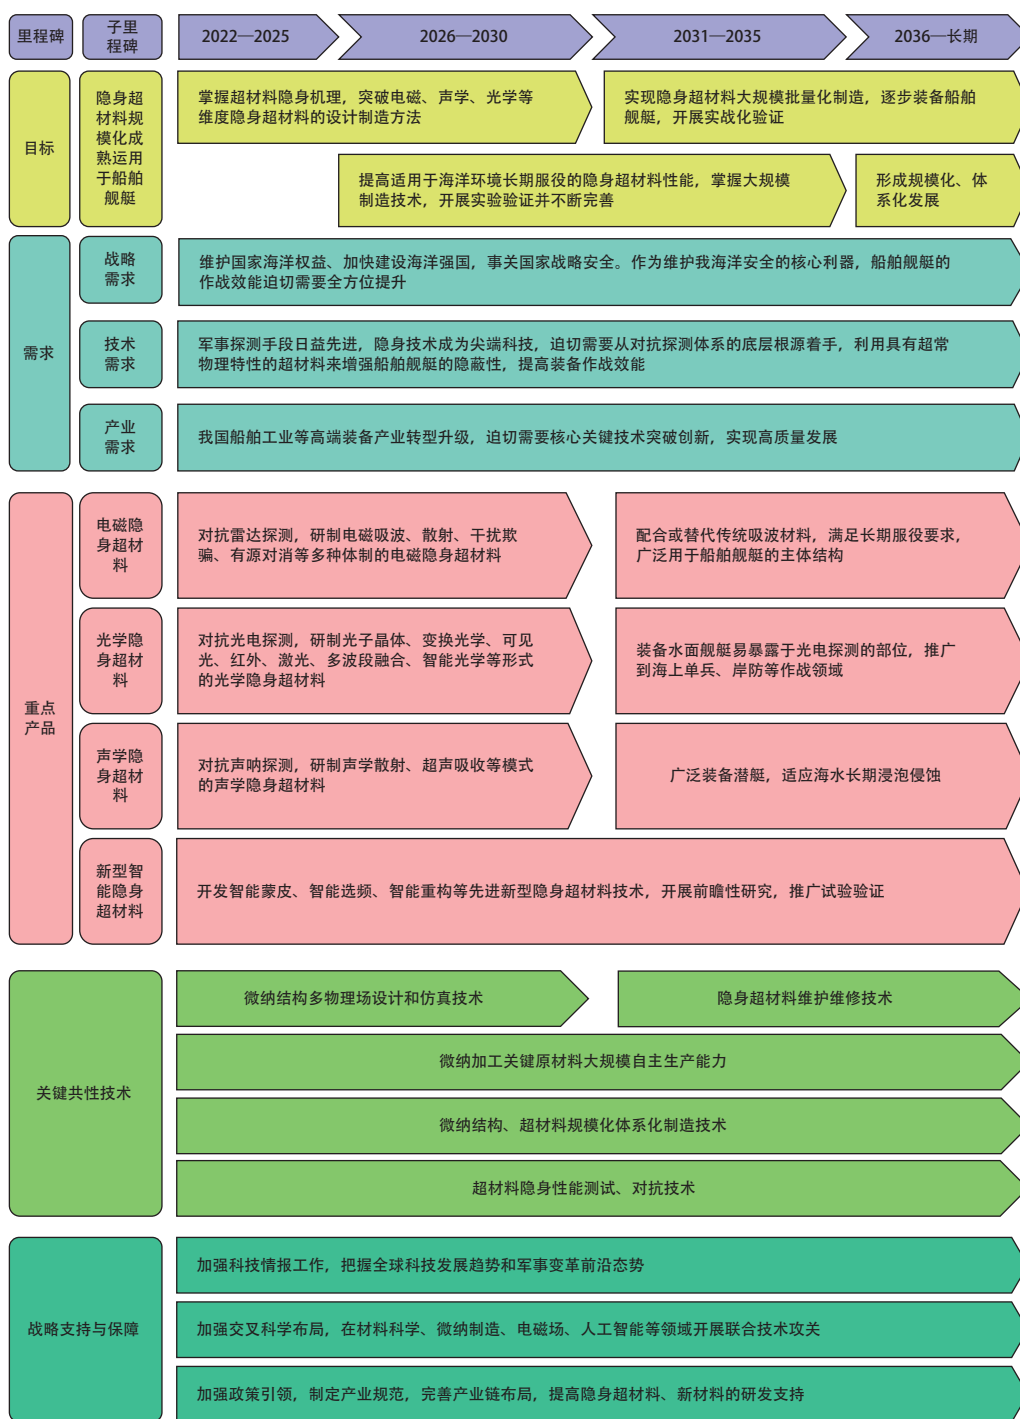 里程碑
子里
程碑
2022—2025
2026—2030
2031—2035
2036—长期
目标
隐身超
材料规
模化成
熟运用
于船舶
舰艇
掌握超材料隐身机理，突破电磁、声学、光学等
维度隐身超材料的设计制造方法
实现隐身超材料大规模批量化制造，逐步装备船舶
舰艇，开展实战化验证
提高适用于海洋环境长期服役的隐身超材料性能，掌握大规模
制造技术，开展实验验证并不断完善
形成规模化、体
系化发展
需求
战略
需求
维护国家海洋权益、加快建设海洋强国，事关国家战略安全。作为维护我海洋安全的核心利器，船舶舰艇的
作战效能迫切需要全方位提升
技术
需求
军事探测手段日益先进，隐身技术成为尖端科技，迫切需要从对抗探测体系的底层根源着手，利用具有超常
物理特性的超材料来增强船舶舰艇的隐蔽性，提高装备作战效能
产业
需求
我国船舶工业等高端装备产业转型升级，迫切需要核心关键技术突破创新，实现高质量发展
重点
产品
电磁隐
身超材
料
对抗雷达探测，研制电磁吸波、散射、干扰欺
骗、有源对消等多种体制的电磁隐身超材料
配合或替代传统吸波材料，满足长期服役要求，
广泛用于船舶舰艇的主体结构
光学隐
身超材
料
对抗光电探测，研制光子晶体、变换光学、可见
光、红外、激光、多波段融合、智能光学等形式
的光学隐身超材料
装备水面舰艇易暴露于光电探测的部位，推广
到海上单兵、岸防等作战领域
声学隐
身超材
料
对抗声呐探测，研制声学散射、超声吸收等模式
的声学隐身超材料
广泛装备潜艇，适应海水长期浸泡侵蚀
新型智
能隐身
超材料
开发智能蒙皮、智能选频、智能重构等先进新型隐身超材料技术，开展前瞻性研究，推广试验验证
关键共性技术
微纳结构多物理场设计和仿真技术
隐身超材料维护维修技术
微纳加工关键原材料大规模自主生产能力
微纳结构、超材料规模化体系化制造技术
超材料隐身性能测试、对抗技术
战略支持与保障
加强科技情报工作，把握全球科技发展趋势和军事变革前沿态势
加强交叉科学布局，在材料科学、微纳制造、电磁场、人工智能等领域开展联合技术攻关
加强政策引领，制定产业规范，完善产业链布局，提高隐身超材料、新材料的研发支持